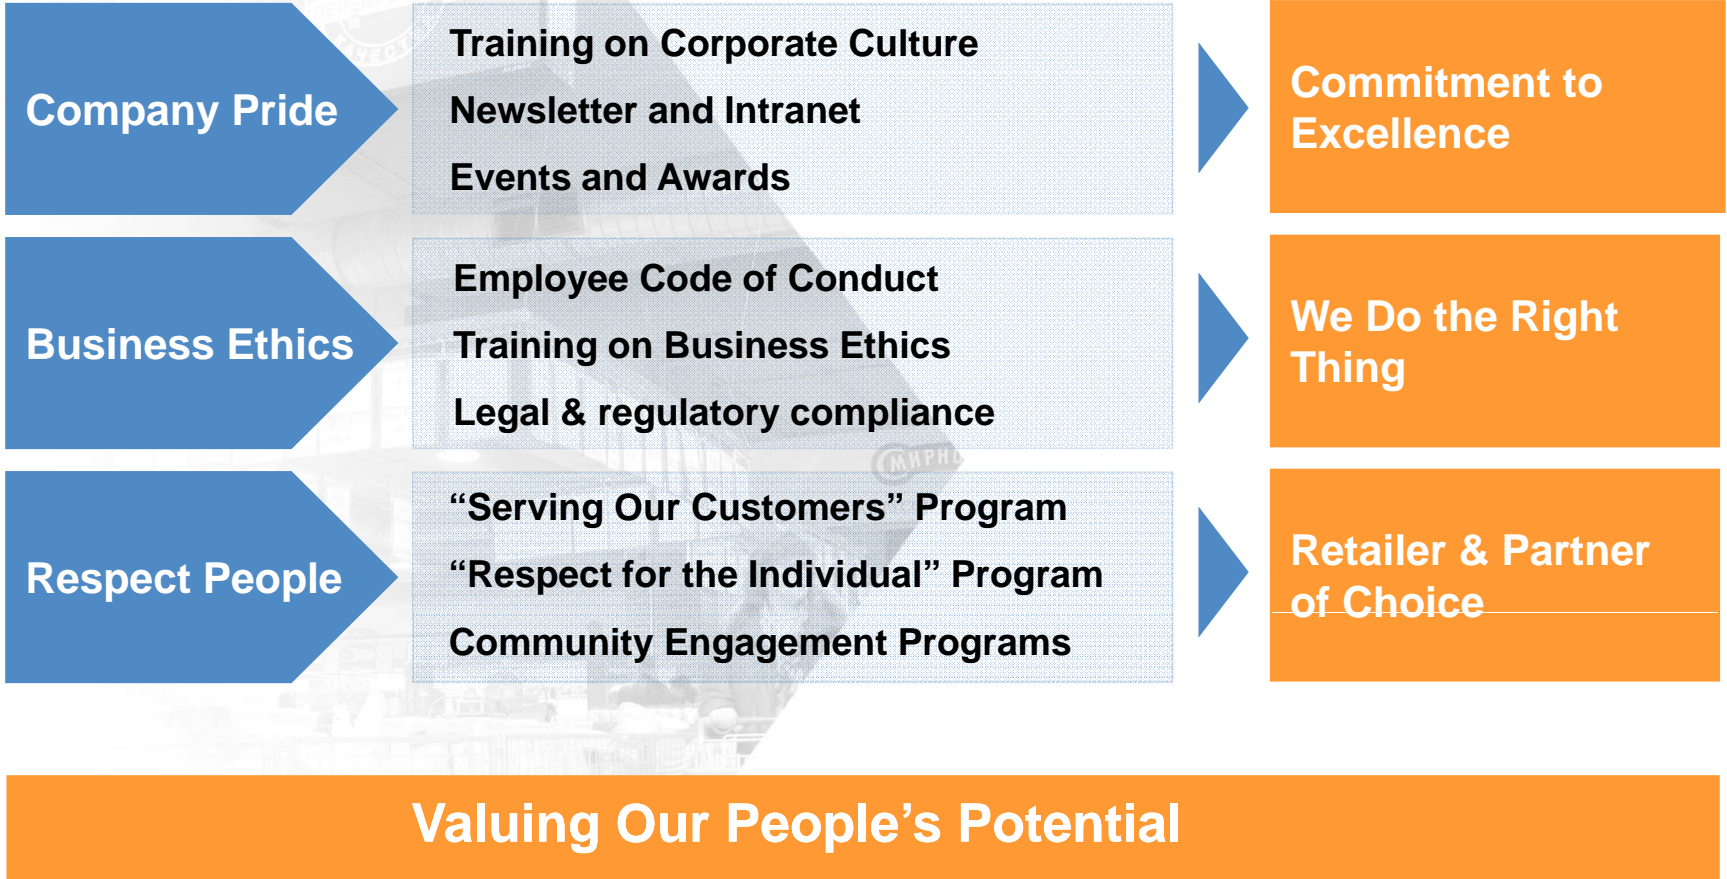 Company Pride
Training on Corporate Culture
Newsletter and Intranet
Events and Awards
Commitment to
Excellence
Business Ethics
Employee Code of Conduct
Training on Business Ethics
Legal & regulatory compliance
We Do the Right
Thing
Respect People
“Serving Our Customers” Program
“Respect for the Individual” Program
Community Engagement Programs
Retailer & Partner
of Choice
Valuing Our People’s Potential